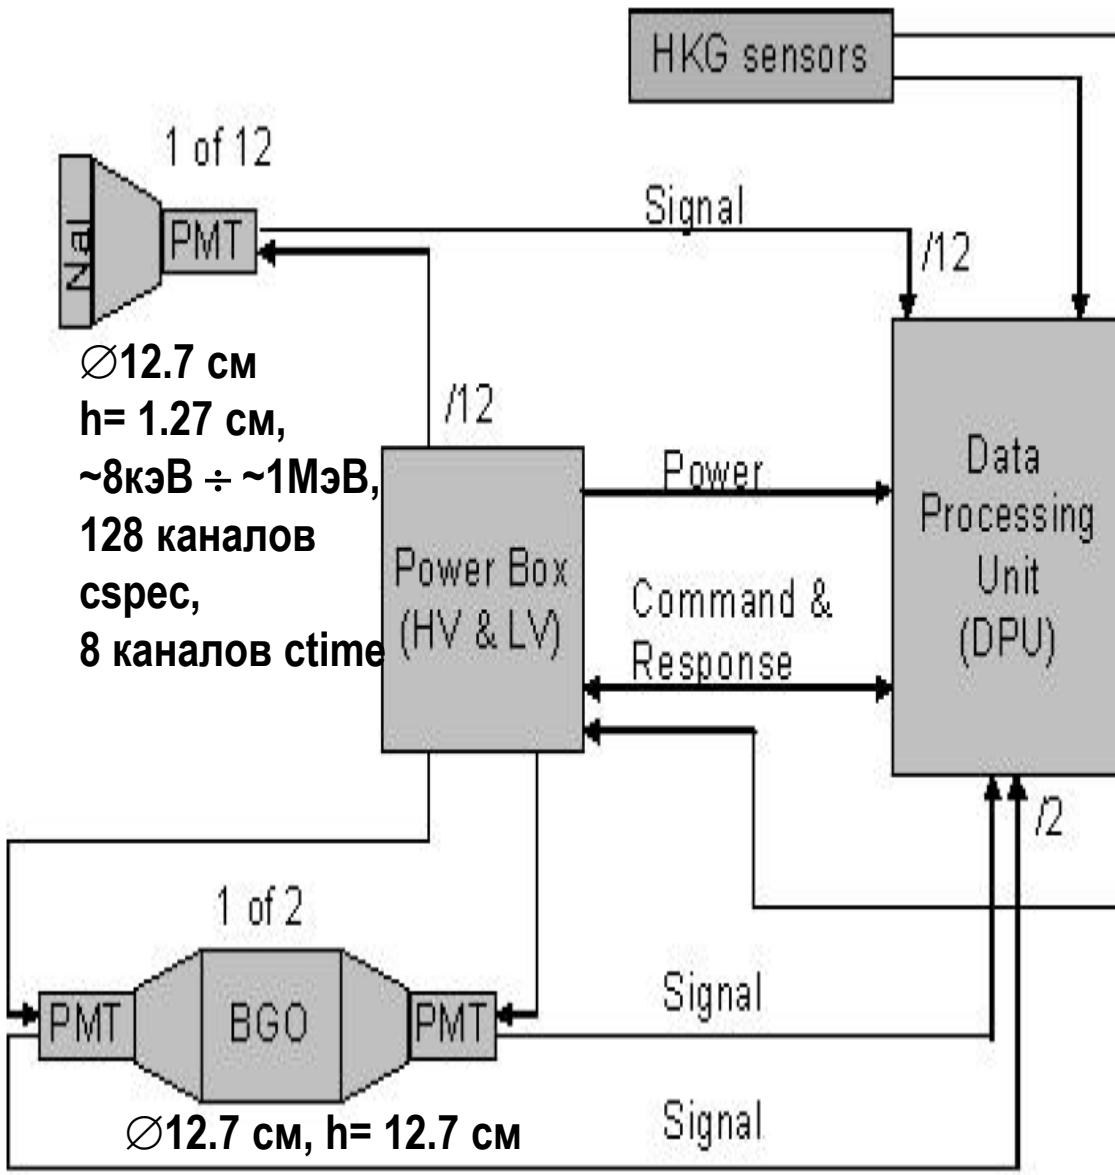 HKG sensors
1 of 12
NaI
PMT
Signal
/12
∅12.7 см
h= 1.27 см,
~8кэВ ÷ ~1МэВ,
128 каналов
cspec,
8 каналов ctime
/12
Power Box
(HV & LV)
Power
Command &
Response
Data
Processing
Unit
(DPU)
/2
1 of 2
PMT
BGO
PMT
Signal
∅12.7 см, h= 12.7 см
Signal